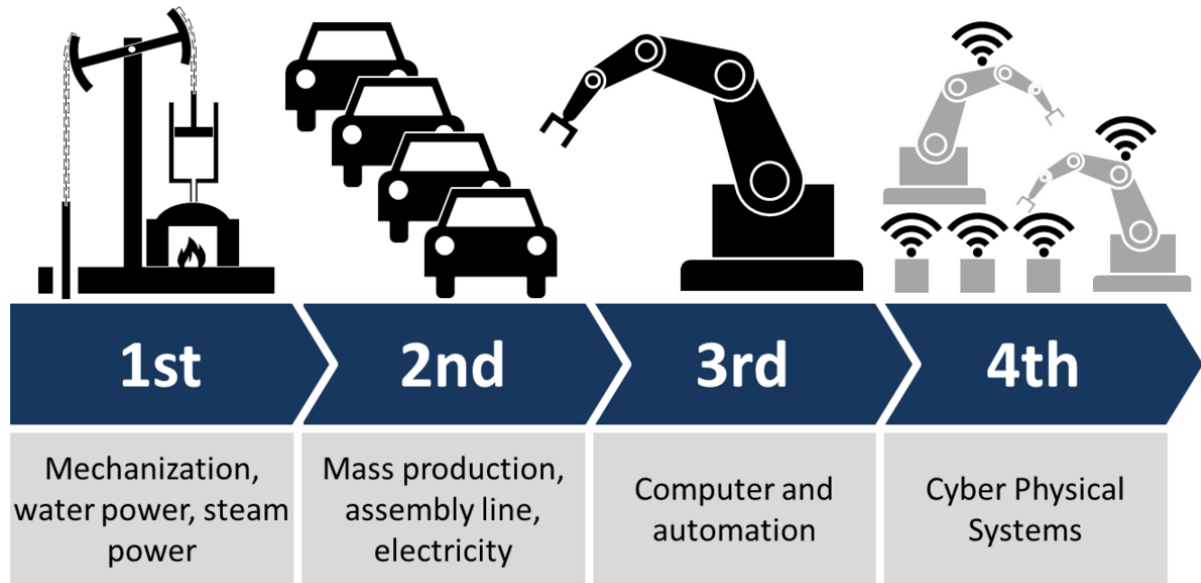 1st
2nd
3rd
4th
Mechanization,
water power, steam
power
Mass production,
assembly line,
electricity
Computer and
automation
Cyber Physical
Systems